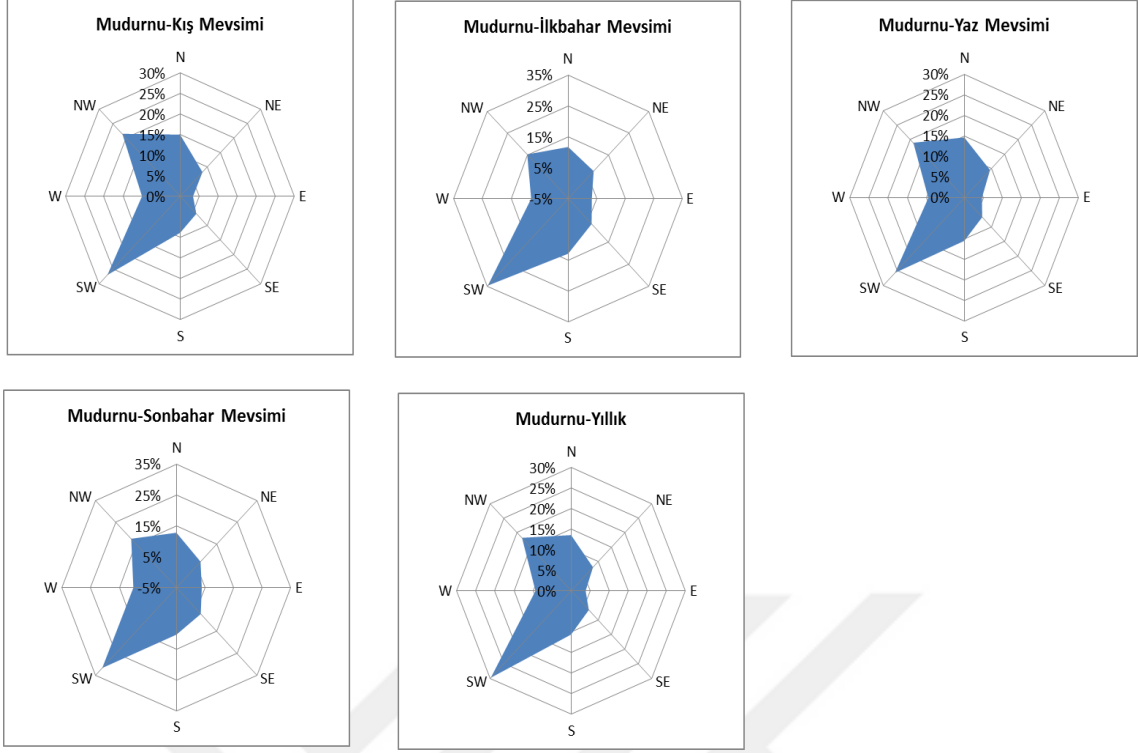 Mudurnu-Kış Mevsimi
N
30%
NW
25%
NE
20%
15%
10%
5%
W
0%
E
SW
SE
S
Mudurnu-İlkbahar Mevsimi
N
35%
NW
25%
NE
15%
5%
W
-5%
E
SW
SE
S
Mudurnu-Yaz Mevsimi
N
30%
NW
25%
NE
20%
15%
10%
5%
W
0%
E
SW
SE
S
Mudurnu-Sonbahar Mevsimi
N
35%
NW
25%
NE
15%
5%
W
-5%
E
SW
SE
S
Mudurnu-Yıllık
N
30%
NW
25%
NE
20%
15%
10%
5%
W
0%
E
SW
SE
S